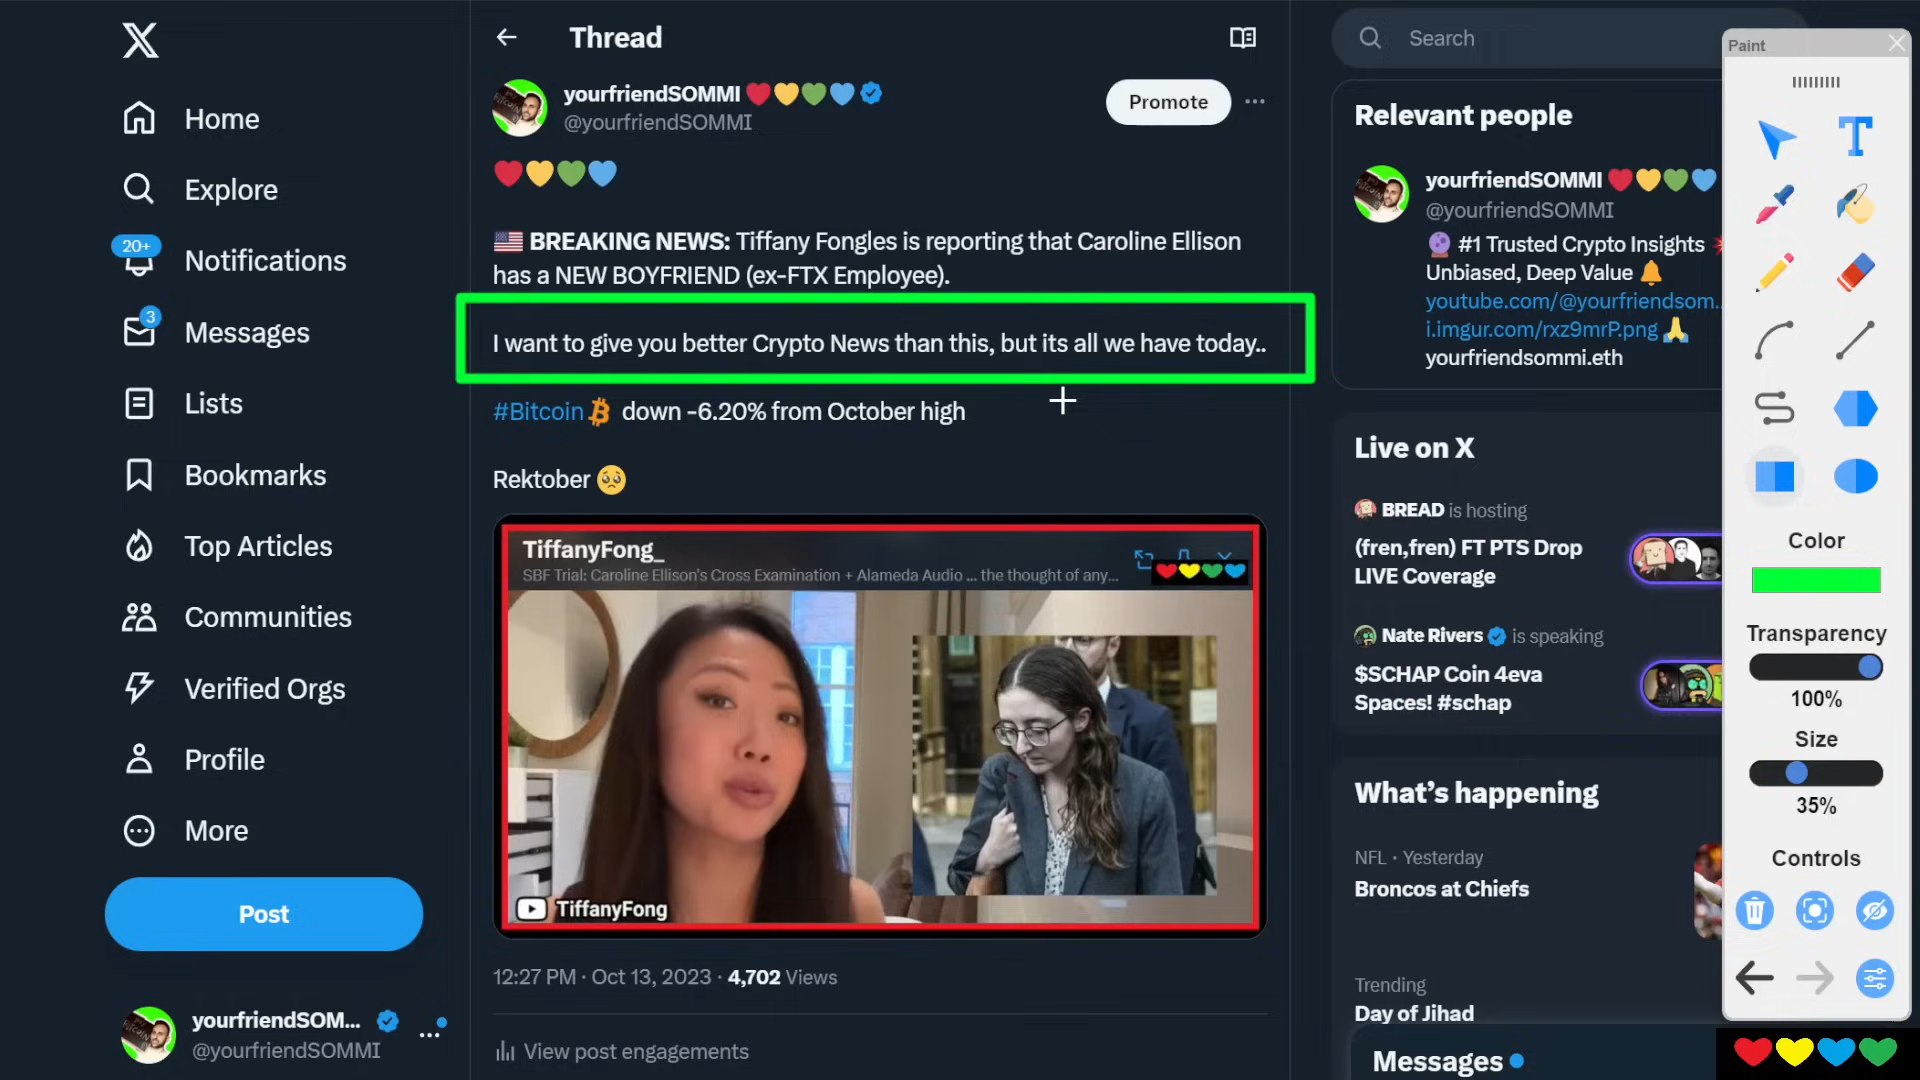 Thread
Search
Paint
Home
Explore
20+
Notifications
3
Messages
Lists
Bookmarks
Top Articles
Communities
Verified Orgs
Profile
More
Post
yourfriendSOM...
@yourfriendSOMMI
yourfriendSOMMI
@yourfriendSOMMI
Promote
BREAKING NEWS: Tiffany Fongles is reporting that Caroline Ellison
has a NEW BOYFRIEND (ex-FTX Employee).
I want to give you better Crypto News than this, but its all we have today..
#Bitcoin down -6.20% from October high
Rektober
TiffanyFong_
SBF Trial: Caroline Ellison's Cross Examination + Alameda Audio ... the thought of any...
TiffanyFong
12:27 PM · Oct 13, 2023 · 4,702 Views
View post engagements
Relevant people
yourfriendSOMMI
@yourfriendSOMMI
#1 Trusted Crypto Insights
Unbiased, Deep Value
youtube.com/@yourfriendsom..
i.imgur.com/rxz9mrP.png
yourfriendsommi.eth
Live on X
BREAD is hosting
(fren,fren) FT PTS Drop
LIVE Coverage
Nate Rivers is speaking
$SCHAP Coin 4eva
Spaces! #schap
What's happening
NFL · Yesterday
Broncos at Chiefs
Trending
Day of Jihad
Messages
T
Color
Transparency
100%
Size
35%
Controls